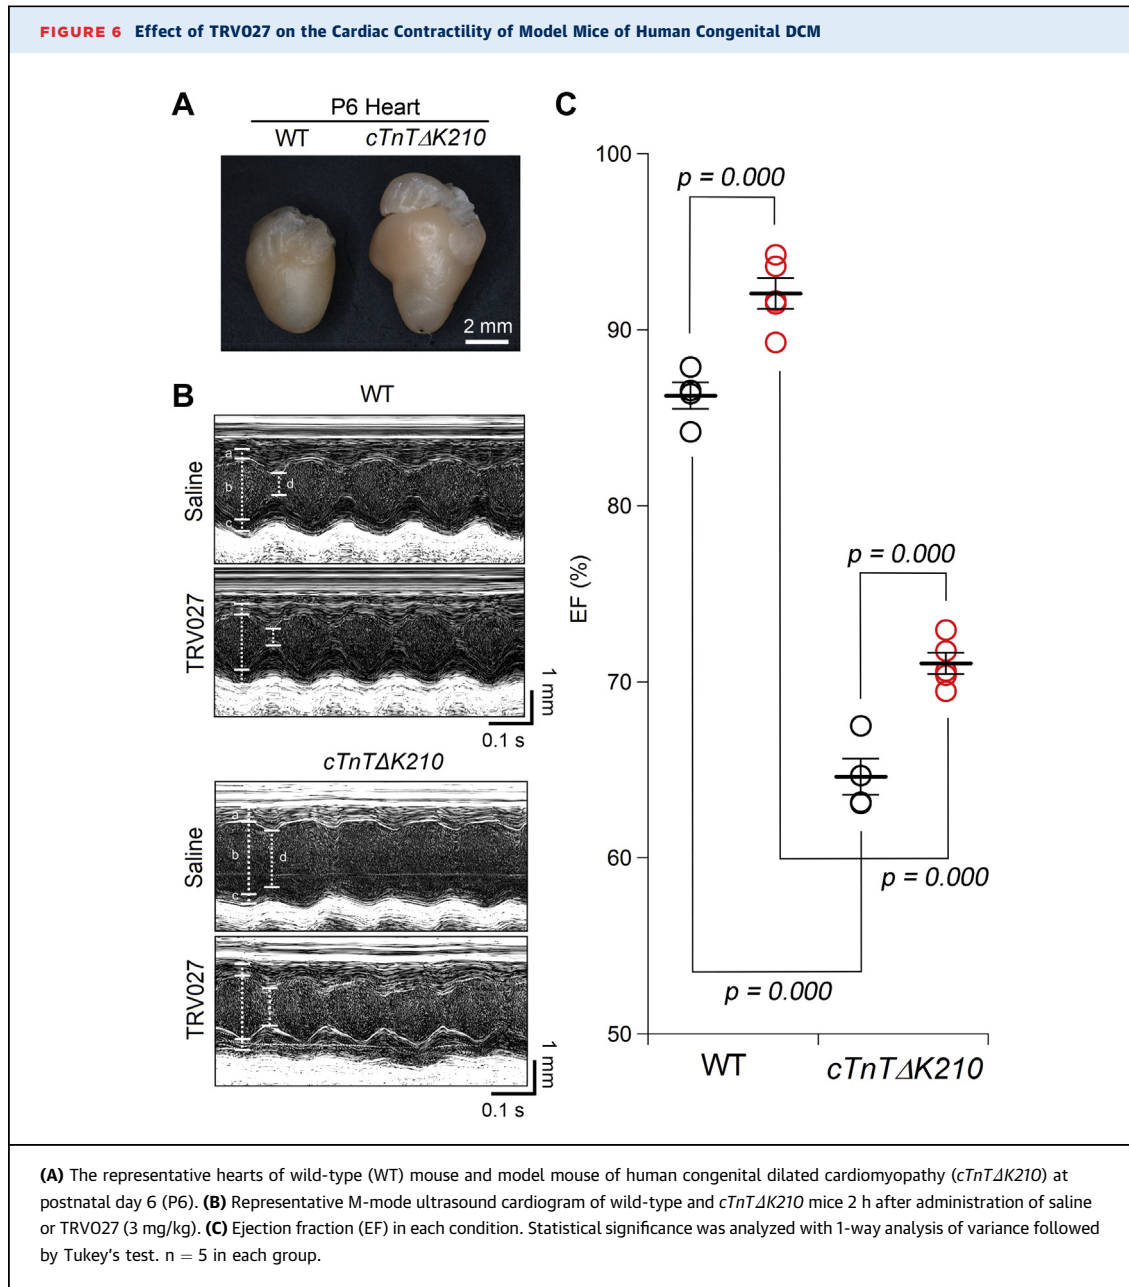 FIGURE 6 Effect of TRV027 on the Cardiac Contractility of Model Mice of Human Congenital DCM
A
P6 Heart
WT
cTnTΔK210
2 mm
B
WT
Saline
a
b
c
d
TRV027
1 mm
0.1 s
cTnTΔK210
Saline
a
b
c
d
TRV027
1 mm
0.1 s
C
100
90
80
70
60
50
EF (%)
p = 0.000
p = 0.000
p = 0.000
p = 0.000
WT
cTnTΔK210
(A) The representative hearts of wild-type (WT) mouse and model mouse of human congenital dilated cardiomyopathy (cTnTΔK210) at
postnatal day 6 (P6). (B) Representative M-mode ultrasound cardiogram of wild-type and cTnTΔK210 mice 2 h after administration of saline
or TRV027 (3 mg/kg). (C) Ejection fraction (EF) in each condition. Statistical significance was analyzed with 1-way analysis of variance followed
by Tukey's test. n = 5 in each group.